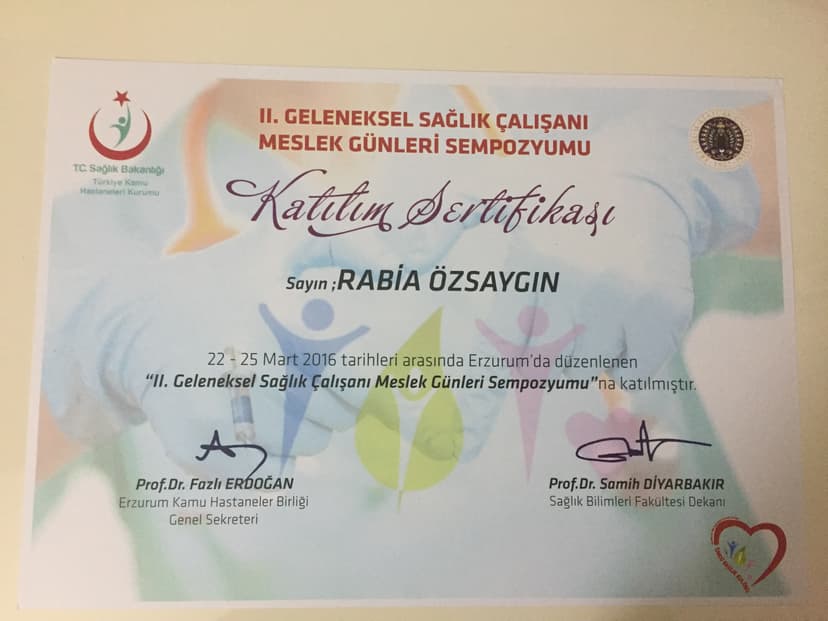 II. GELENEKSEL SAĞLIK ÇALIŞANI
MESLEK GÜNLERİ SEMPOZYUMU
T.C. Sağlık Bakanlığı
Türkiye Kamu
Hastaneleri Kurumu
Katılım Sertifikası
Sayın ;RABİA ÖZSAYGIN
22 - 25 Mart 2016 tarihleri arasında Erzurum'da düzenlenen
"II. Geleneksel Sağlık Çalışanı Meslek Günleri Sempozyumu"na katılmıştır.
Prof.Dr. Fazlı ERDOĞAN
Erzurum Kamu Hastaneler Birliği
Genel Sekreteri
Prof.Dr. Samih DİYARBAKIR
Sağlık Bilimleri Fakültesi Dekanı